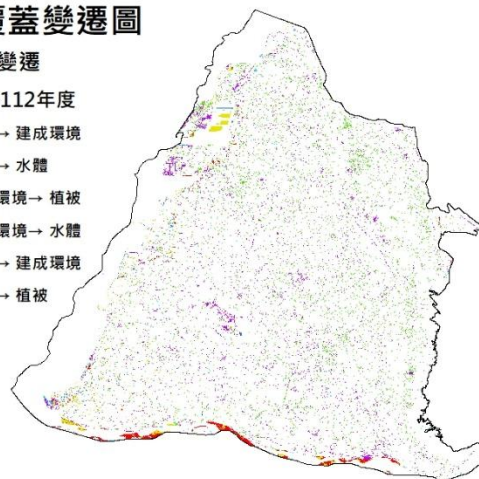 覆蓋變遷圖
變遷
112年度
→ 建成環境
→ 水體
環境→ 植被
環境→ 水體
→ 建成環境
→ 植被